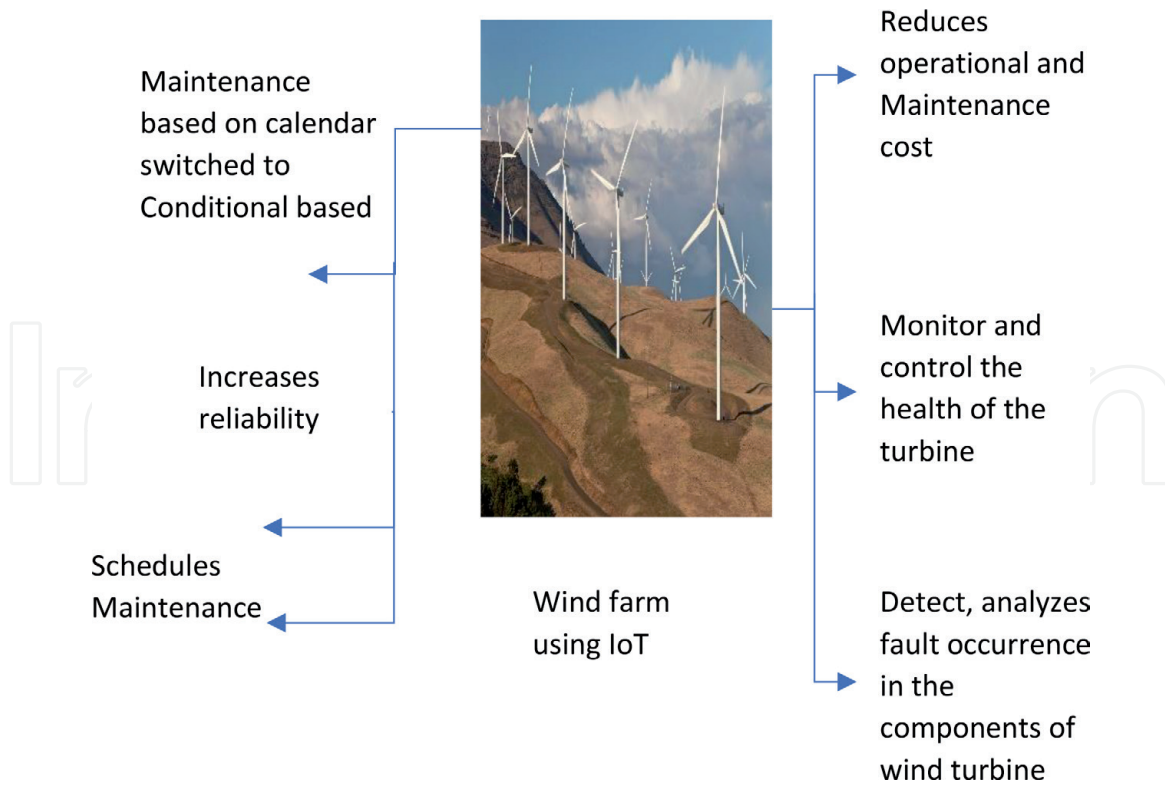 Maintenance
based on calendar
switched to
Conditional based
Increases
reliability
Schedules
Maintenance
Wind farm
using IoT
Reduces
operational and
Maintenance
cost
Monitor and
control the
health of the
turbine
Detect, analyzes
fault occurrence
in the
components of
wind turbine